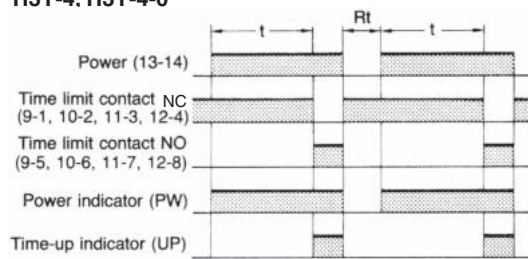 H3Y-4, H3Y-4-0
t Rt t
Power (13-14)
Time limit contact NC
(9-1, 10-2, 11-3, 12-4)
Time limit contact NO
(9-5, 10-6, 11-7, 12-8)
Power indicator (PW)
Time-up indicator (UP)